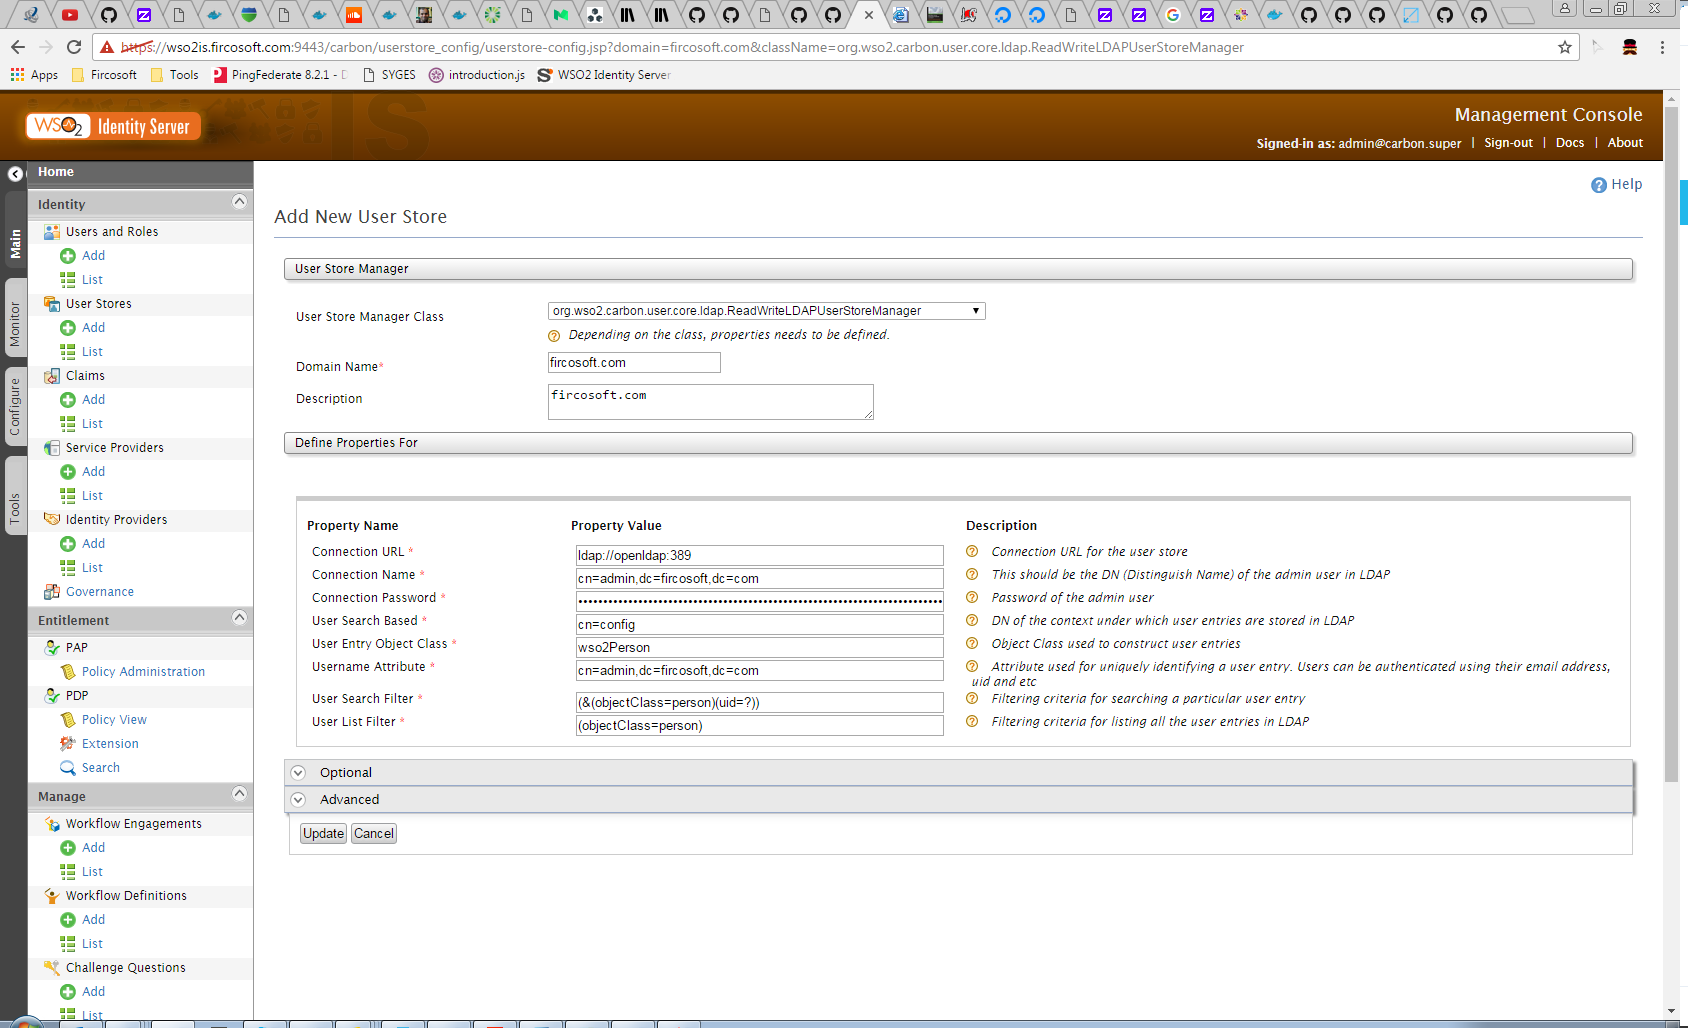 https://wso2is.fircosoft.com:9443/carbon/userstore_config/userstore-config.jsp?domain=fircosoft.com&className=org.wso2.carbon.user.core.ldap.ReadWriteLDAPUserStoreManager
Apps Fircosoft Tools PingFederate 8.2.1 - SYGES introduction.js WSO2 Identity Server
WSO2 Identity Server
Management Console
Signed-in as: admin@carbon.super | Sign-out | Docs | About
Main
Monitor
Configure
Tools
Home
Identity
Users and Roles
Add
List
User Stores
Add
List
Claims
Add
List
Service Providers
Add
List
Identity Providers
Add
List
Governance
Entitlement
PAP
Policy Administration
PDP
Policy View
Extension
Search
Manage
Workflow Engagements
Add
List
Workflow Definitions
Add
List
Challenge Questions
Add
List
Help
Add New User Store
User Store Manager
User Store Manager Class org.wso2.carbon.user.core.ldap.ReadWriteLDAPUserStoreManager
Depending on the class, properties needs to be defined.
Domain Name* fircosoft.com
Description fircosoft.com
Define Properties For
Property Name Property Value Description
Connection URL * ldap://openldap:389 Connection URL for the user store
Connection Name * cn=admin,dc=fircosoft,dc=com This should be the DN (Distinguish Name) of the admin user in LDAP
Connection Password * Password of the admin user
User Search Based * cn=config DN of the context under which user entries are stored in LDAP
User Entry Object Class * wso2Person Object Class used to construct user entries
Username Attribute * cn=admin,dc=fircosoft,dc=com Attribute used for uniquely identifying a user entry. Users can be authenticated using their email address,
uid and etc
User Search Filter * (&(objectClass=person)(uid=?)) Filtering criteria for searching a particular user entry
User List Filter * (objectClass=person) Filtering criteria for listing all the user entries in LDAP
Optional
Advanced
Update Cancel